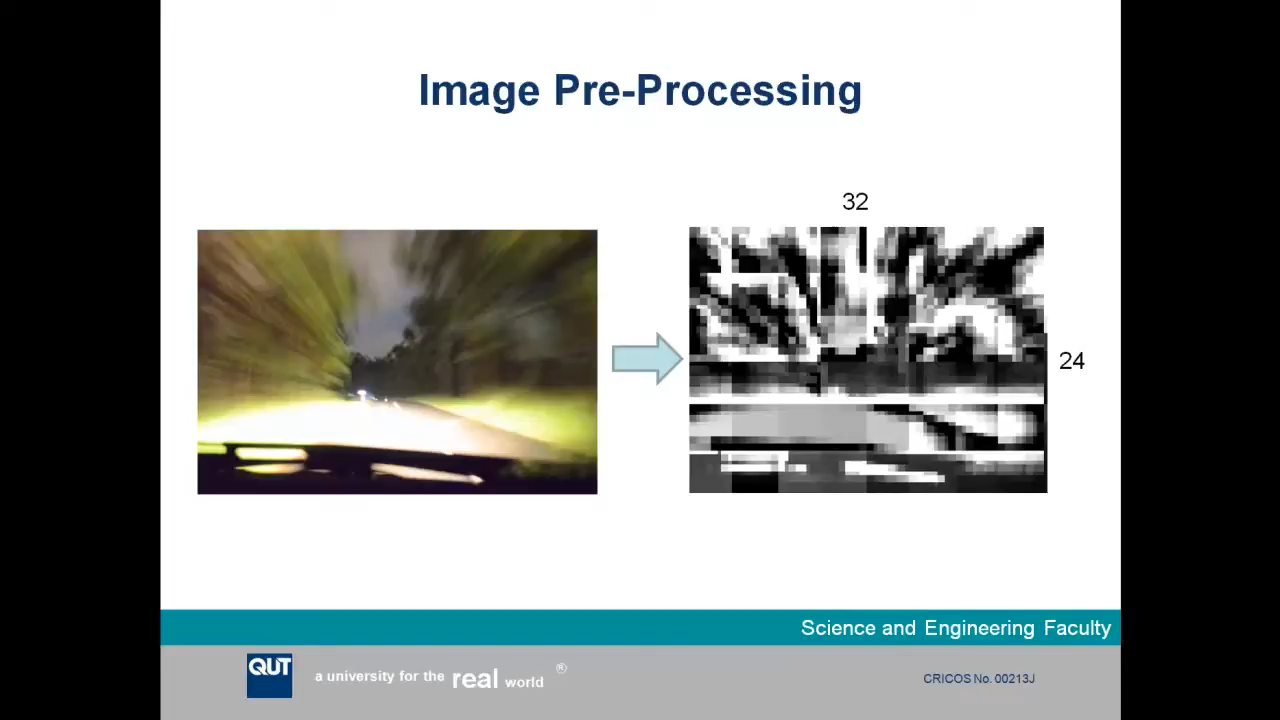 Image Pre-Processing
32
24
Science and Engineering Faculty
QUT
a university for the real world ®
CRICOS No. 00213J